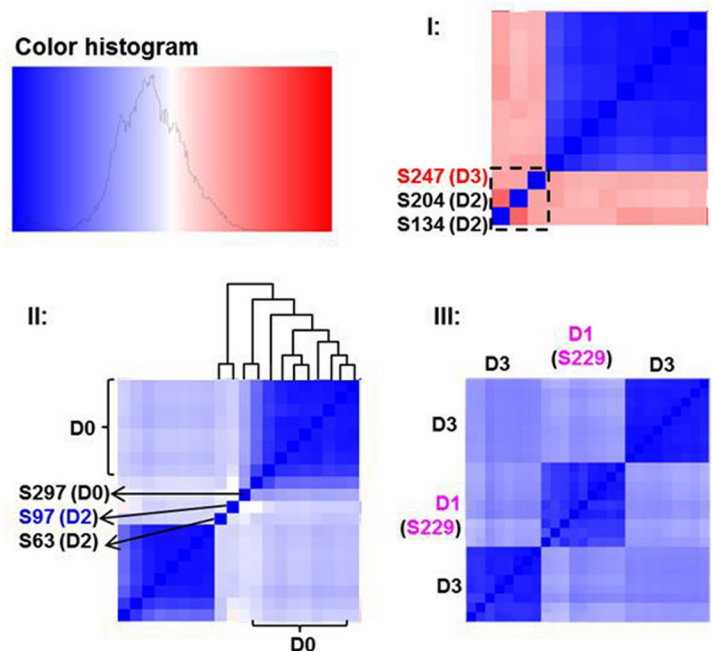 Color histogram
I:
S247 (D3)
S204 (D2)
S134 (D2)
II:
D0
S297 (D0)
S97 (D2)
S63 (D2)
D0
III:
D1
D3 (S229) D3
D3
D1
(S229)
D3